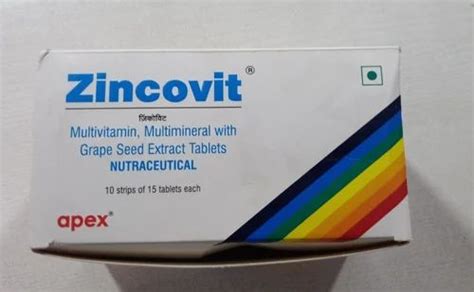 Zincovit®
ज़िंकोविट
Multivitamin, Multimineral with
Grape Seed Extract Tablets
NUTRACEUTICAL
10 strips of 15 tablets each
apex®